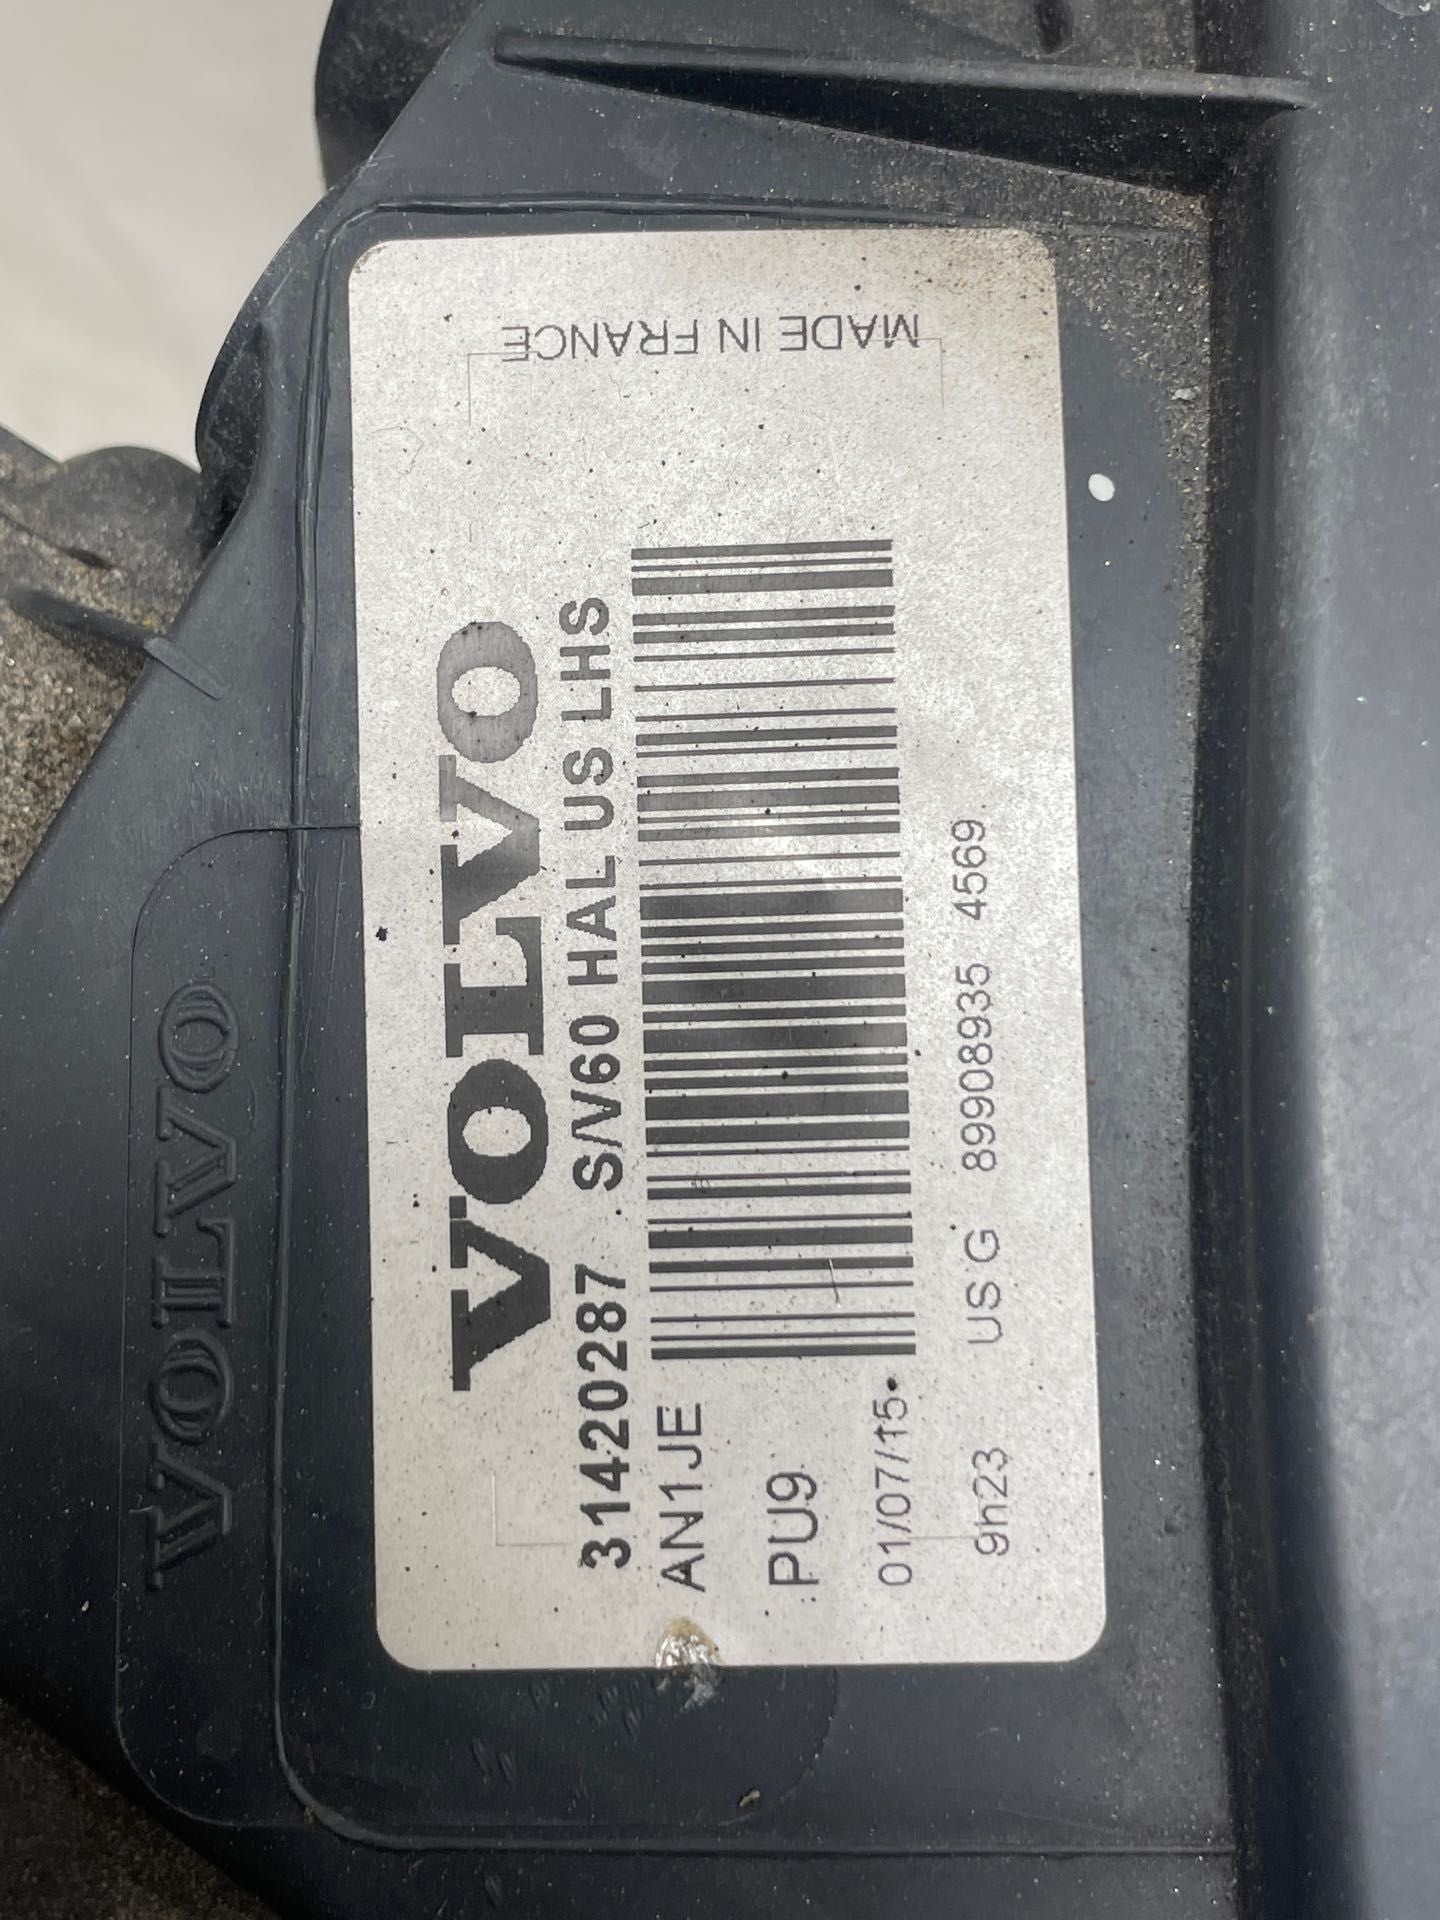 VOLVO
VOLVO
31420287 S/V60 HAL US LHS
AN1JE
PU9
01/07/15
9h23 US G 89908935 4569
MADE IN FRANCE